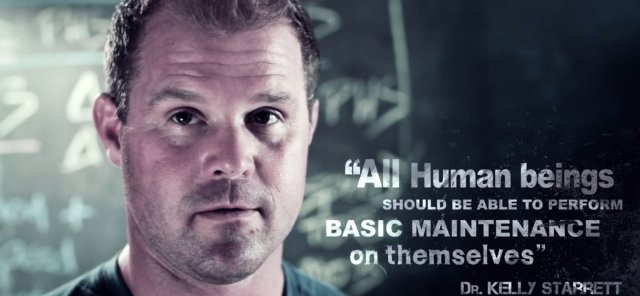 “All Human beings
SHOULD BE ABLE TO PERFORM
BASIC MAINTENANCE
on themselves”
DR. KELLY STARRETT